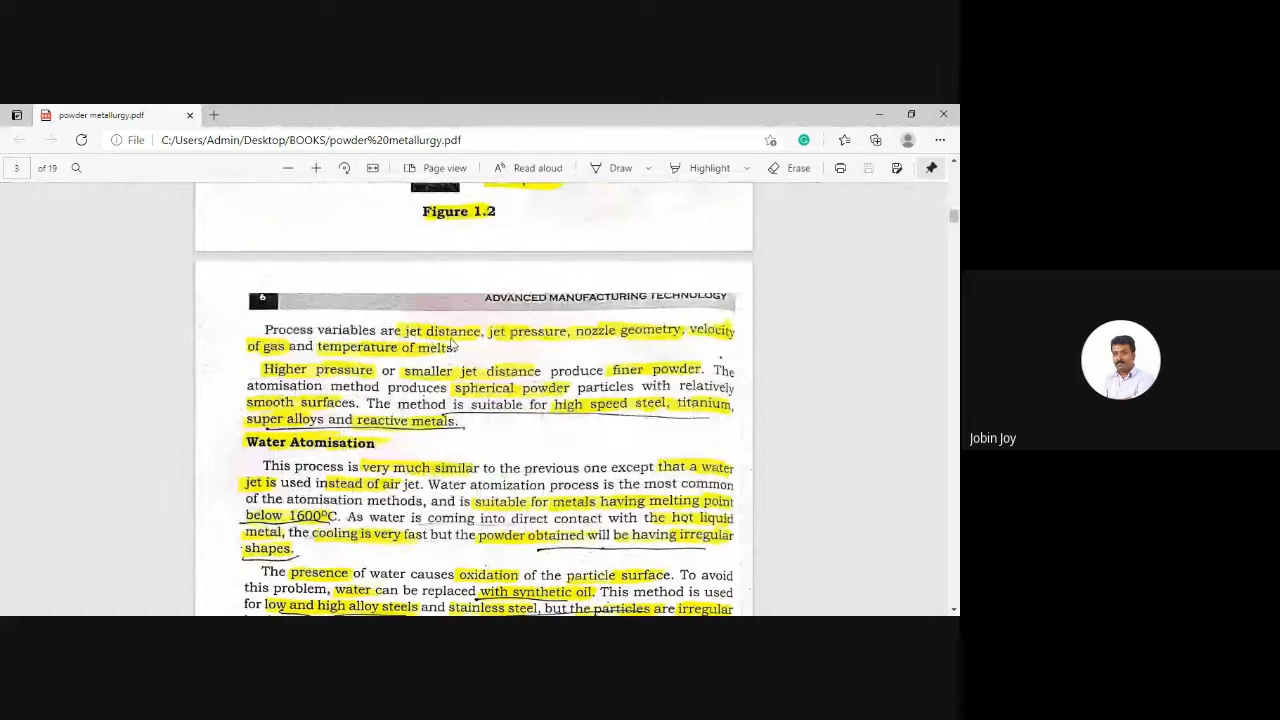 powder metallurgy.pdf
File
C:/Users/Admin/Desktop/BOOKS/powder%20metallurgy.pdf
3 of 19
Page view
Read aloud
Draw
Highlight
Erase
Figure 1.2
6
ADVANCED MANUFACTURING TECHNOLOGY
Process variables are jet distance, jet pressure, nozzle geometry, velocity
of gas and temperature of melts.
Higher pressure or smaller jet distance produce finer powder. The
atomisation method produces spherical powder particles with relatively
smooth surfaces. The method is suitable for high speed steel, titanium,
super alloys and reactive metals.
Water Atomisation
This process is very much similar to the previous one except that a water
jet is used instead of air jet. Water atomization process is the most common
of the atomisation methods, and is suitable for metals having melting point
below 1600⁰C. As water is coming into direct contact with the hot liquid
metal, the cooling is very fast but the powder obtained will be having irregular
shapes.
The presence of water causes oxidation of the particle surface. To avoid
this problem, water can be replaced with synthetic oil. This method is used
for low and high alloy steels and stainless steel, but the particles are irregular
Jobin Joy